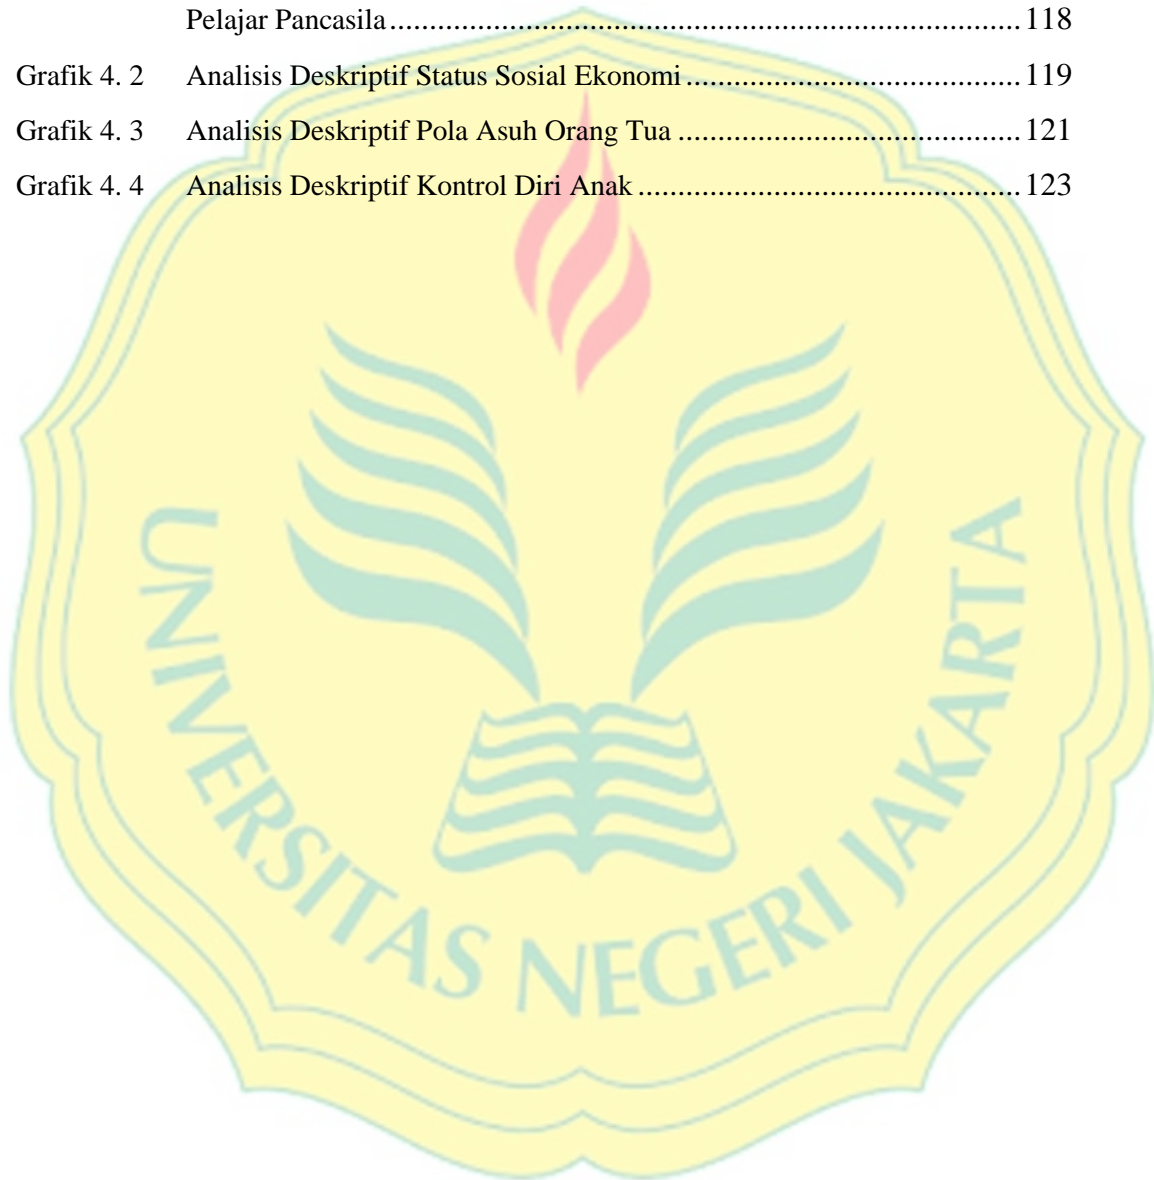 Pelajar Pancasila................................................................................... 118
Grafik 4. 2 Analisis Deskriptif Status Sosial Ekonomi............................................ 119
Grafik 4. 3 Analisis Deskriptif Pola Asuh Orang Tua ............................................. 121
Grafik 4. 4 Analisis Deskriptif Kontrol Diri Anak .................................................. 123
UNIVERSITAS NEGERI JAKARTA